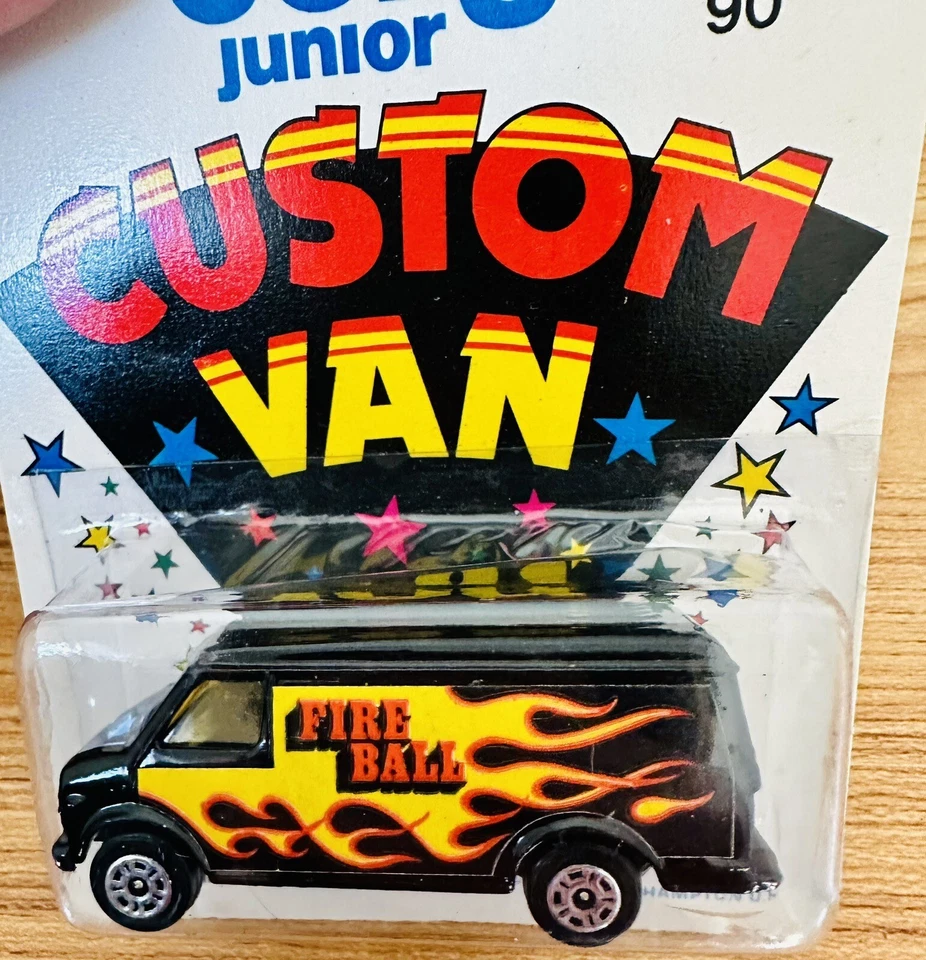 90
junior
CUSTOM
VAN
FIRE
BALL